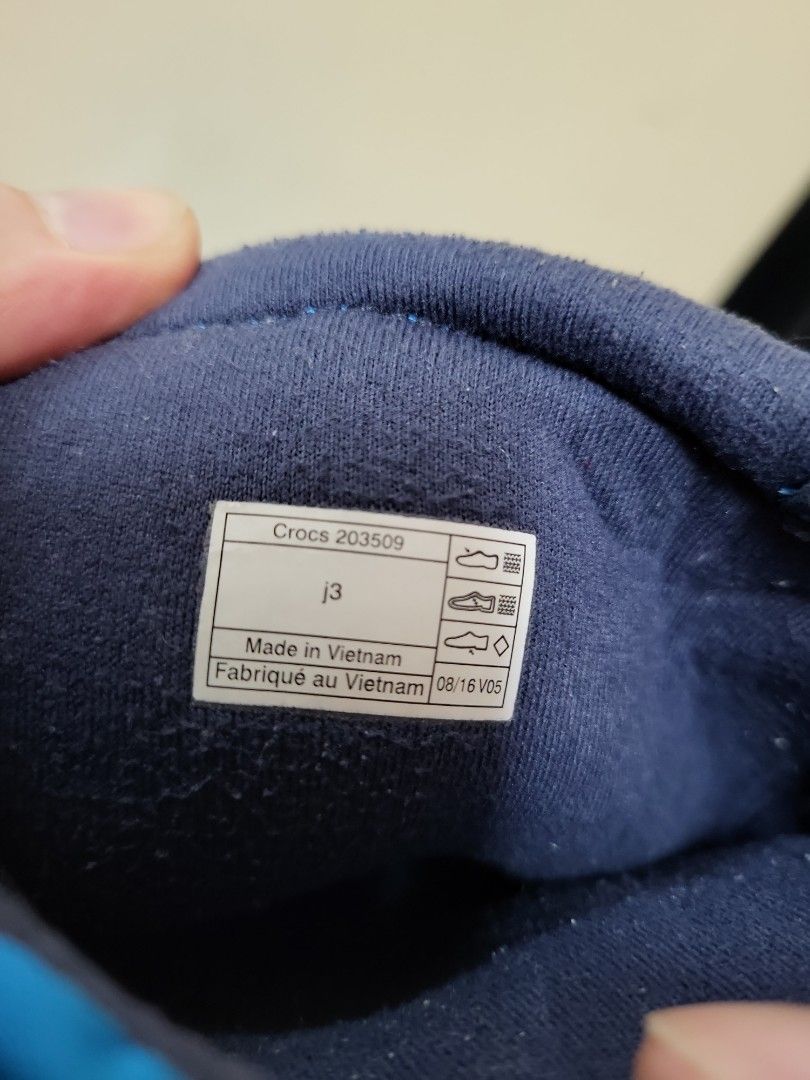 Crocs 203509
j3
Made in Vietnam
Fabriqué au Vietnam
08/16 V05